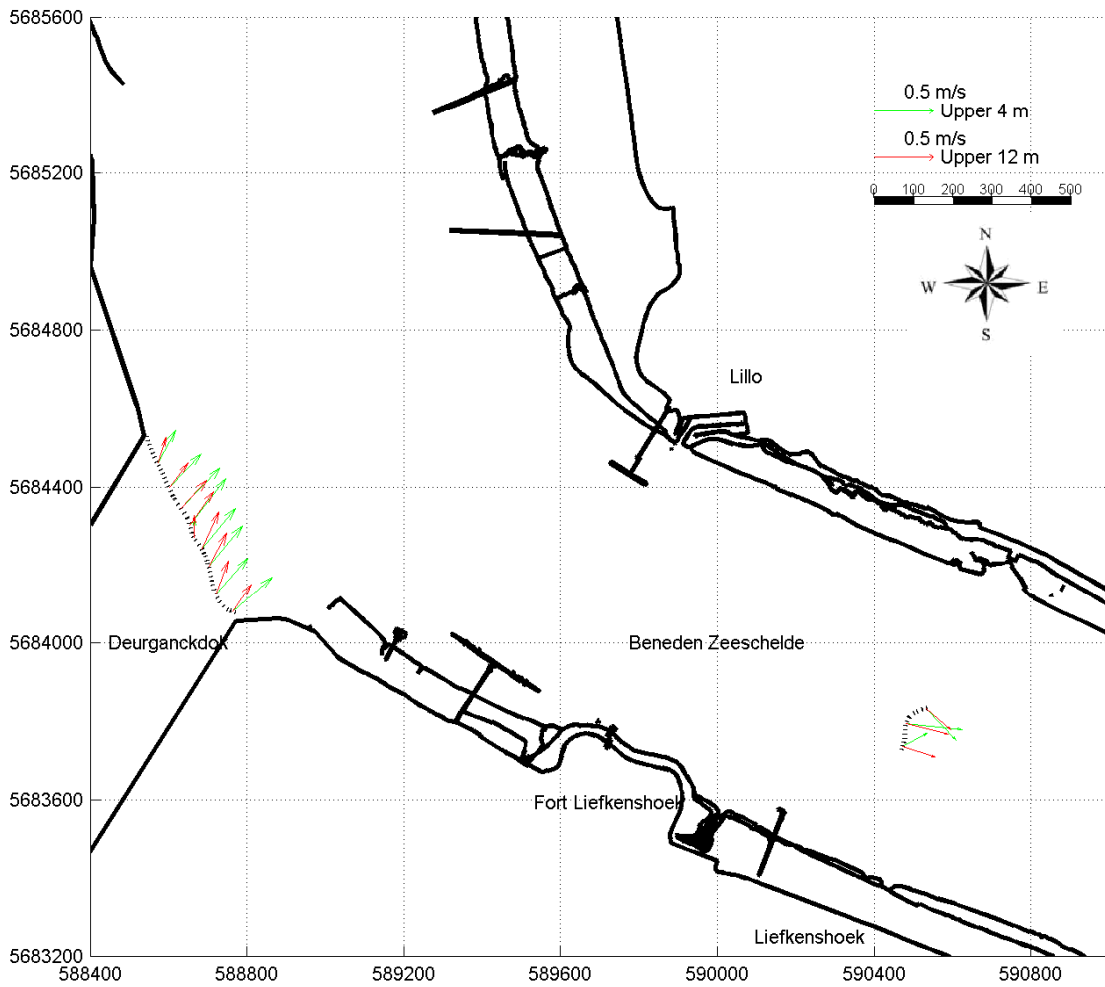 5685600
5685200
5684800
5684400
5684000
5683600
5683200
588400
588800
589200
589600
590000
590400
590800
0.5 m/s
Upper 4 m
0.5 m/s
Upper 12 m
0 100 200 300 400 500
N
W E
S
Lillo
Deurganckdok
Beneden Zeeschelde
Fort Liefkenshoek
Liefkenshoek